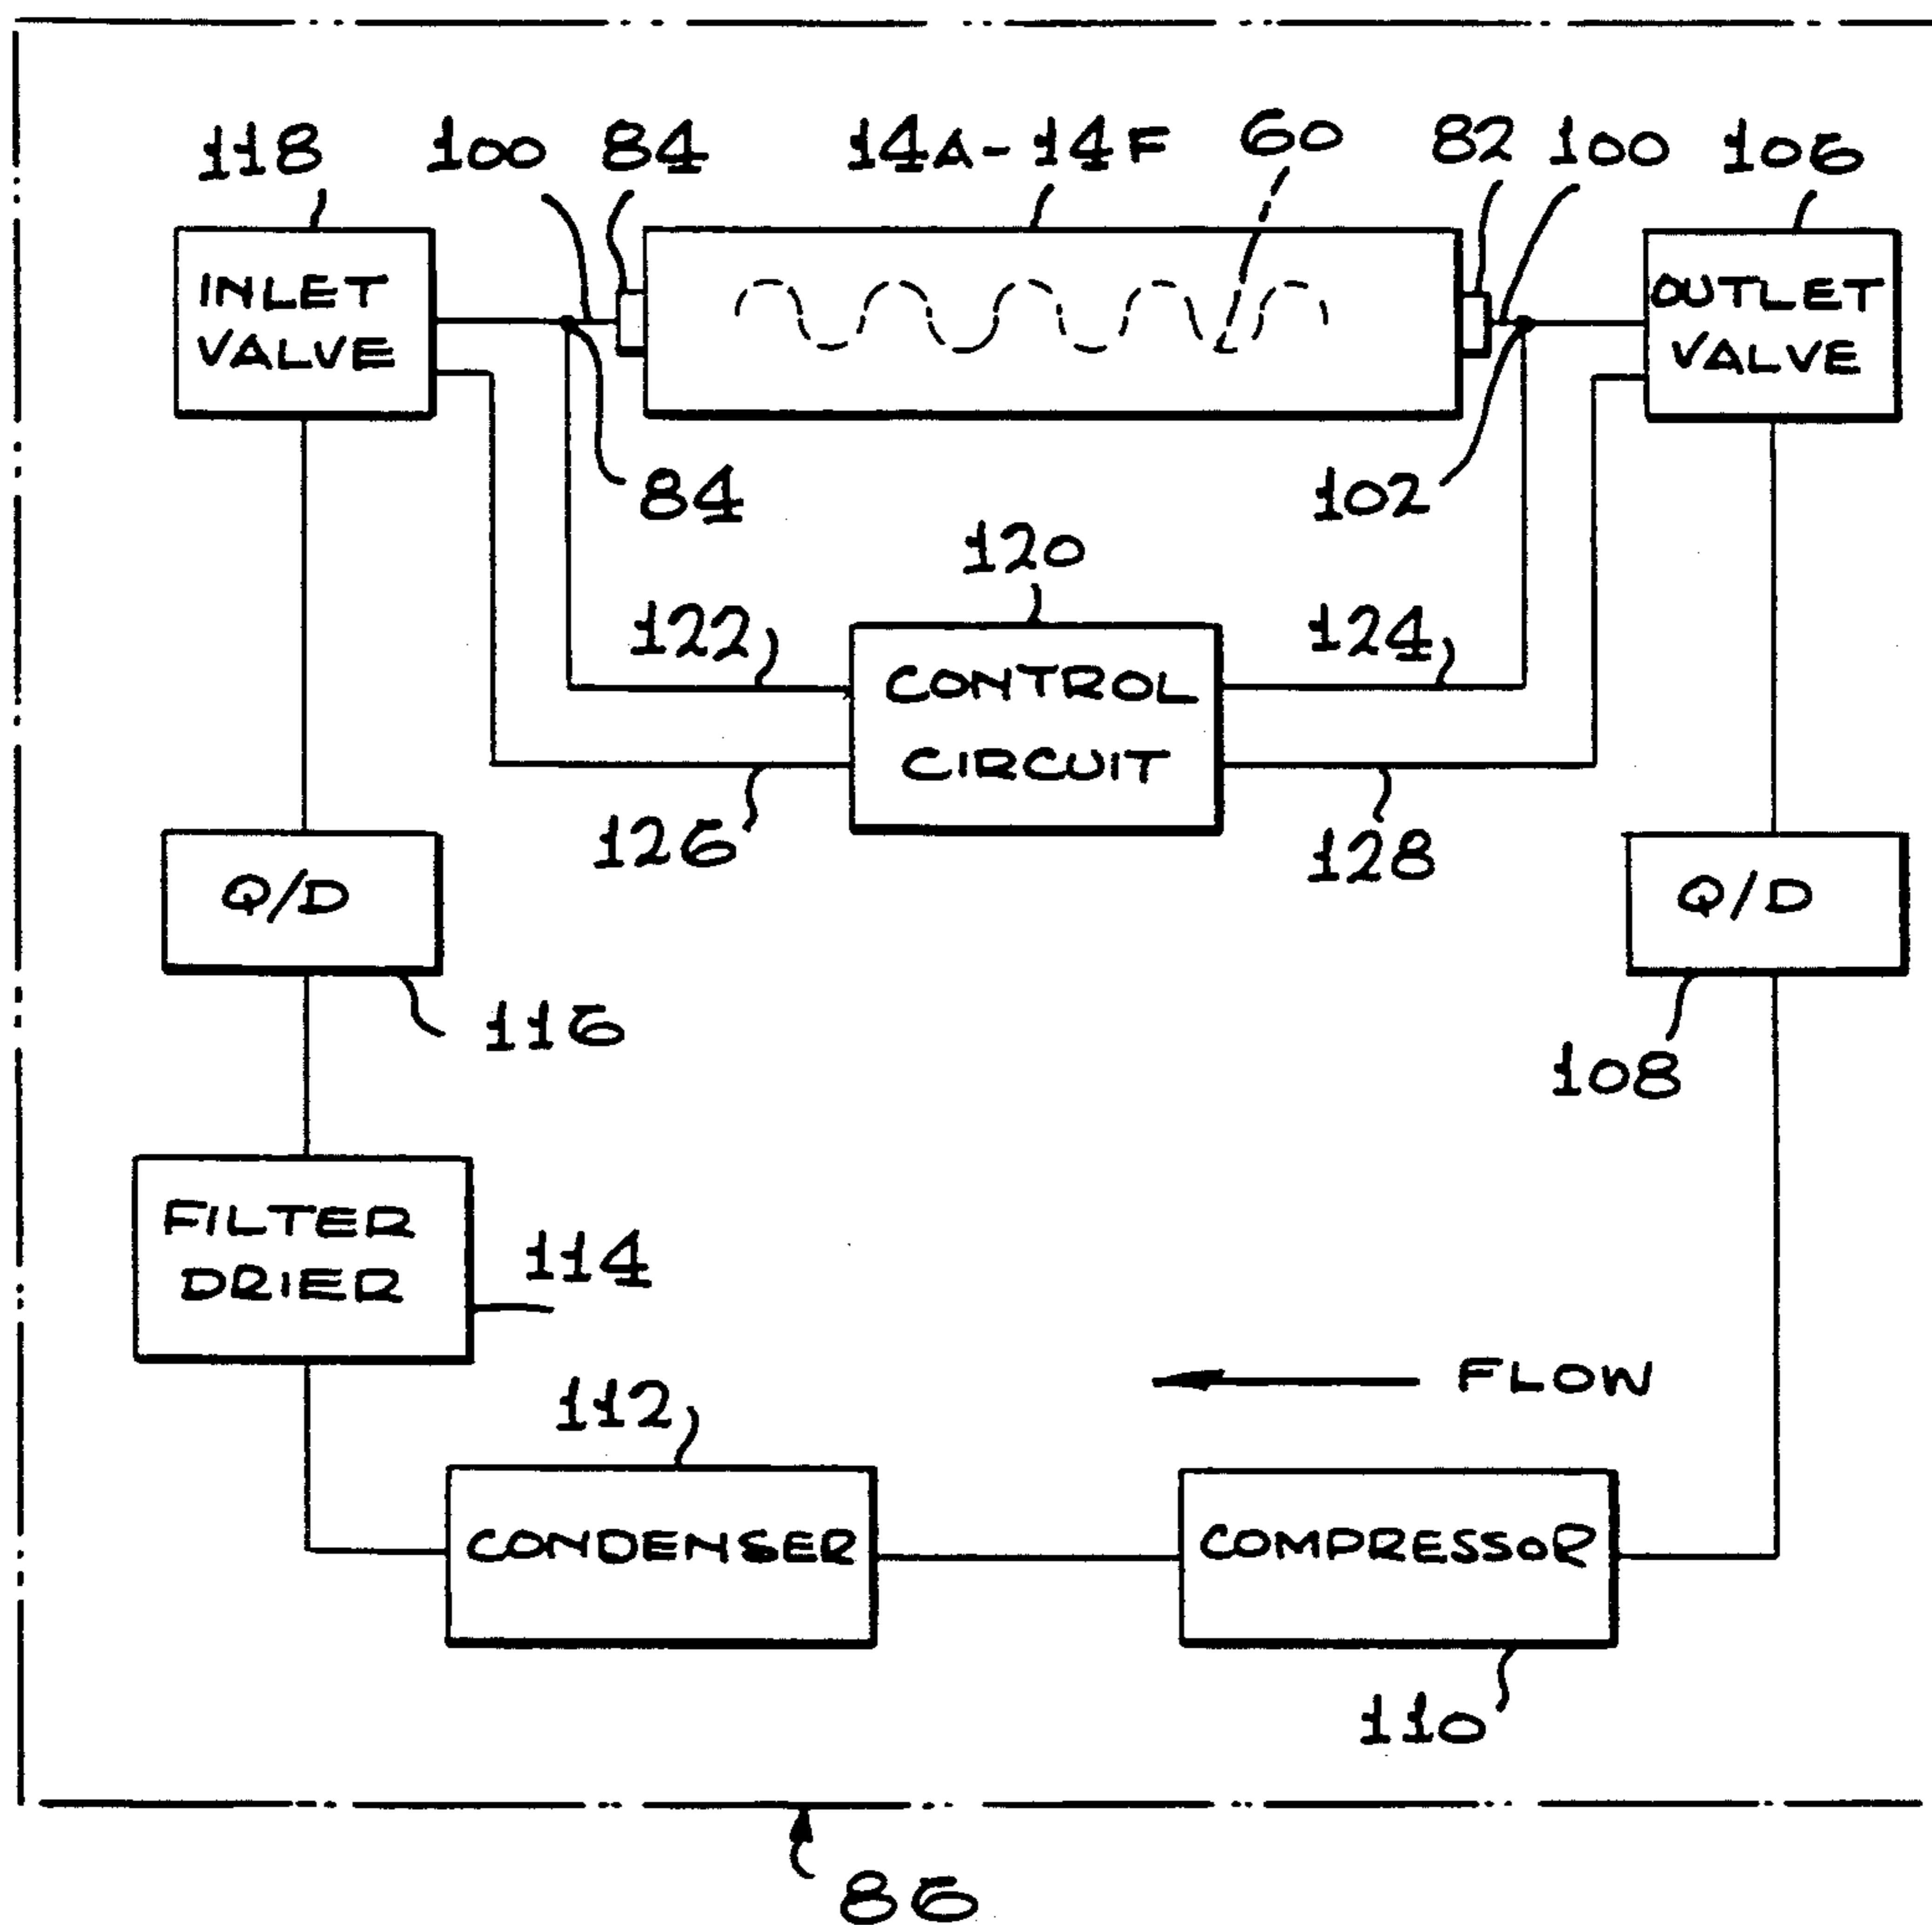 118 100 84 14A-14F 60 82 100 106
INLET
VALVE
OUTLET
VALVE
84
102
120
122
124
CONTROL
CIRCUIT
126
128
Q/D
Q/D
116
108
FILTER
DRIER
114
FLOW
112
CONDENSER
COMPRESSOR
110
86